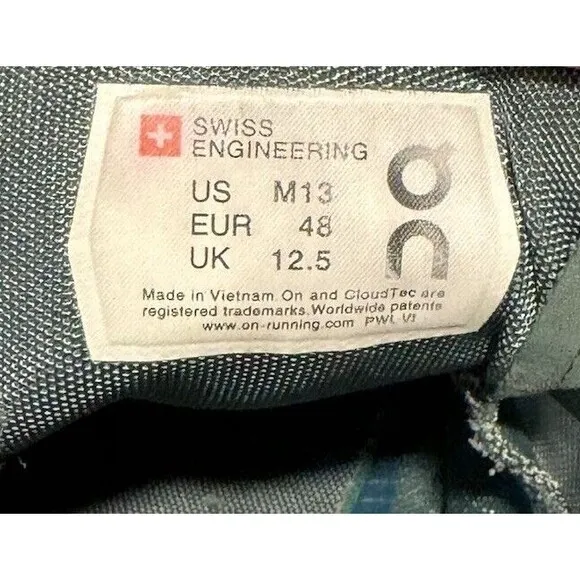 SWISS
ENGINEERING
US M13
EUR 48
UK 12.5
Made in Vietnam. On and CloudTec are
registered trademarks. Worldwide patents
www.on-running.com PWL VI
On